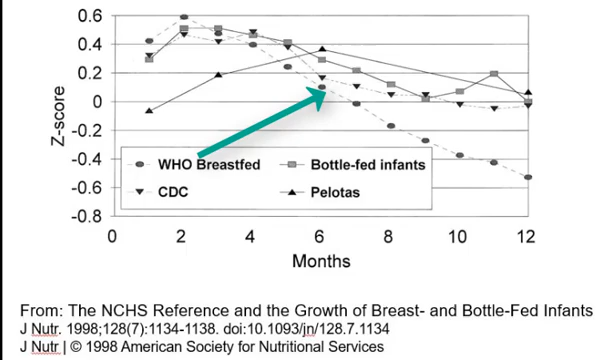 0.6
0.4
0.2
0
-0.2
-0.4
-0.6
-0.8
Z-score
WHO Breastfed
Bottle-fed infants
CDC
Pelotas
0 2 4 6 8 10 12
Months
From: The NCHS Reference and the Growth of Breast- and Bottle-Fed Infants
J Nutr. 1998;128(7):1134-1138. doi:10.1093/jn/128.7.1134
J Nutr | © 1998 American Society for Nutritional Services